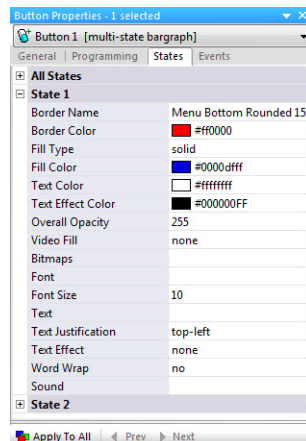 Button Properties - 1 selected
Button 1 [multi-state bargraph]
General Programming States Events
All States
State 1
Border Name Menu Bottom Rounded 15
Border Color #ff0000
Fill Type solid
Fill Color #0000dfff
Text Color #ffffffff
Text Effect Color #000000FF
Overall Opacity 255
Video Fill none
Bitmaps
Font
Font Size 10
Text
Text Justification top-left
Text Effect none
Word Wrap no
Sound
State 2
Apply To All Prev Next